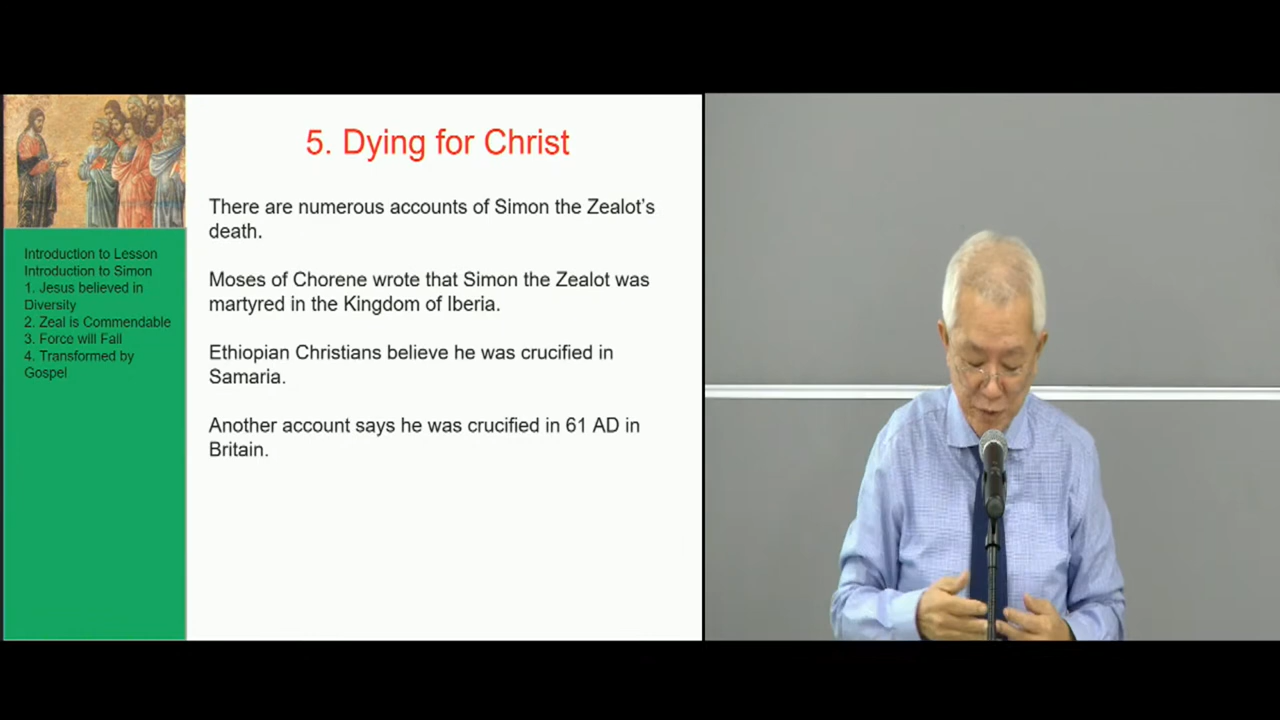 5. Dying for Christ
There are numerous accounts of Simon the Zealot's
death.
Moses of Chorene wrote that Simon the Zealot was
martyred in the Kingdom of Iberia.
Ethiopian Christians believe he was crucified in
Samaria.
Another account says he was crucified in 61 AD in
Britain.
Introduction to Lesson
Introduction to Simon
1. Jesus believed in
Diversity
2. Zeal is Commendable
3. Force will Fail
4. Transformed by
Gospel